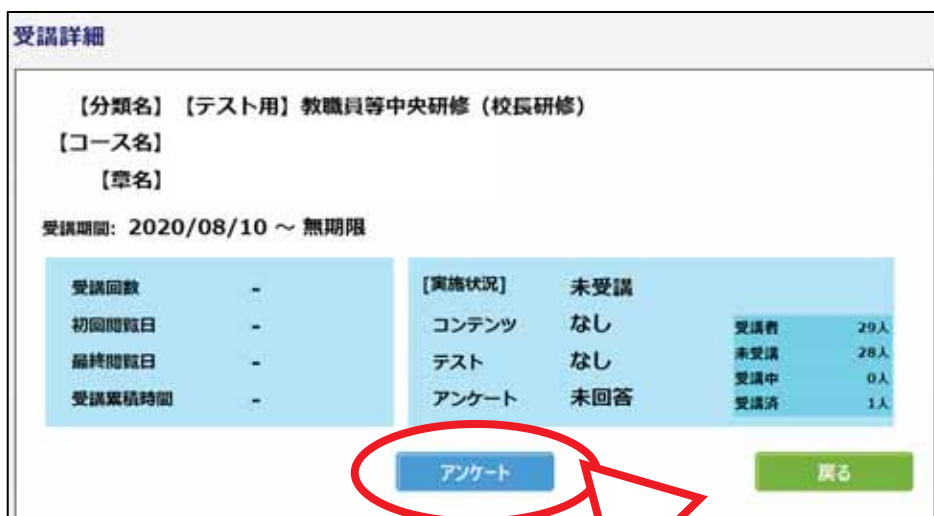 受講詳細
【分類名】 【テスト用】教職員等中央研修（校長研修）
【コース名】
【章名】
受講期間: 2020/08/10 ～ 無期限
受講回数 -
初回閲覧日 -
最終閲覧日 -
受講累積時間 -
[実施状況] 未受講
コンテンツ なし
テスト なし
アンケート 未回答
受講者 29人
未受講 28人
受講中 0人
受講済 1人
アンケート
戻る